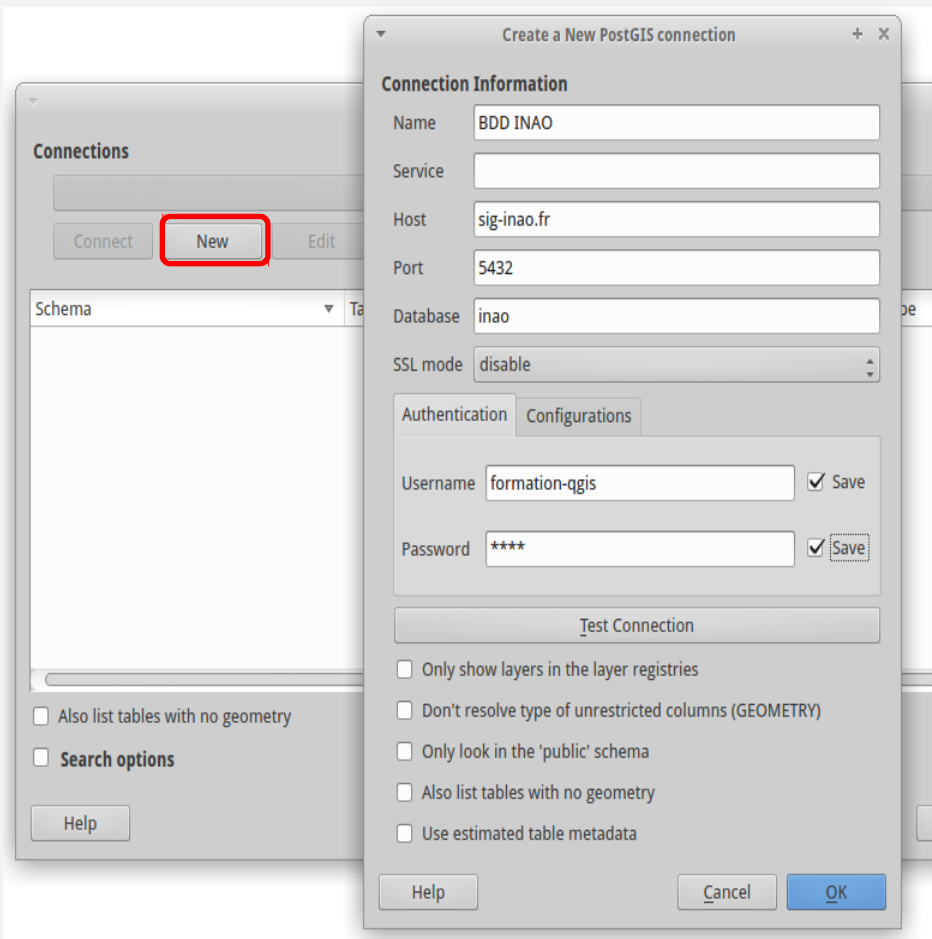 Create a New PostGIS connection
Connections
Connect New Edit
Schema
Also list tables with no geometry
Search options
Help
Connection Information
Name BDD INAO
Service
Host sig-inao.fr
Port 5432
Database inao
SSL mode disable
Authentication Configurations
Username formation-qgis Save
Password **** Save
Test Connection
Only show layers in the layer registries
Don't resolve type of unrestricted columns (GEOMETRY)
Only look in the 'public' schema
Also list tables with no geometry
Use estimated table metadata
Help Cancel OK